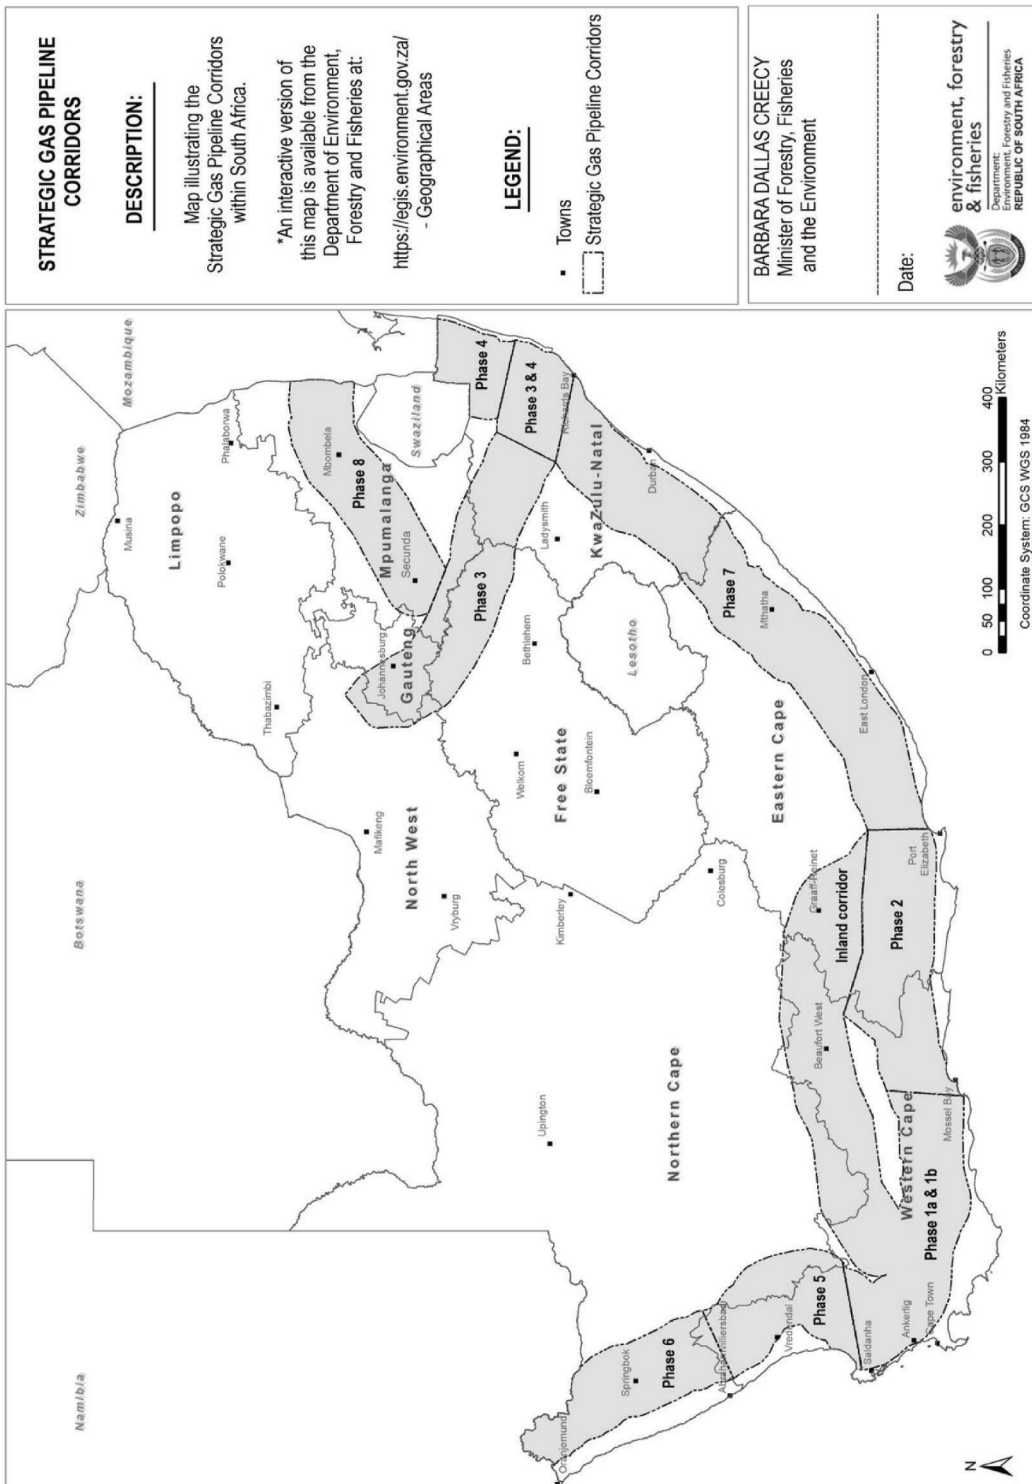 STRATEGIC GAS PIPELINE
CORRIDORS
DESCRIPTION:
Map illustrating the
Strategic Gas Pipeline Corridors
within South Africa.
*An interactive version of
this map is available from the
Department of Environment,
Forestry and Fisheries at:
https://egis.environment.gov.za/
- Geographical Areas
LEGEND:
Towns
Strategic Gas Pipeline Corridors
BARBARA DALLAS CREECY
Minister of Forestry, Fisheries
and the Environment
Date:
environment, forestry
& fisheries
Department:
Environment, Forestry and Fisheries
REPUBLIC OF SOUTH AFRICA
Namibia
Botswana
Zimbabwe
Mozambique
Musina
Limpopo
Polokwane
Phalaborwa
Thabazimbi
Mbombela
Phase 8
Mpumalanga
Secunda
Swaziland
Johannesburg
Gauteng
Mafikeng
North West
Vryburg
Phase 3
Phase 4
Phase 3 & 4
Richards Bay
Ladysmith
KwaZulu-Natal
Durban
Bethlehem
Welkom
Free State
Bloemfontein
Lesotho
Kimberley
Upington
Northern Cape
Colesburg
Phase 7
Mthatha
Eastern Cape
East London
Graaff-Reinet
Inland corridor
Port
Elizabeth
Phase 2
Beaufort West
Western Cape
Mossel Bay
Phase 1a & 1b
Oranjemund
Springbok
Phase 6
Abrahamvilliersbaai
Vredendal
Phase 5
Saldanha
Ankerlig
Cape Town
N
0 50 100 200 300 400
Kilometers
Coordinate System: GCS WGS 1984